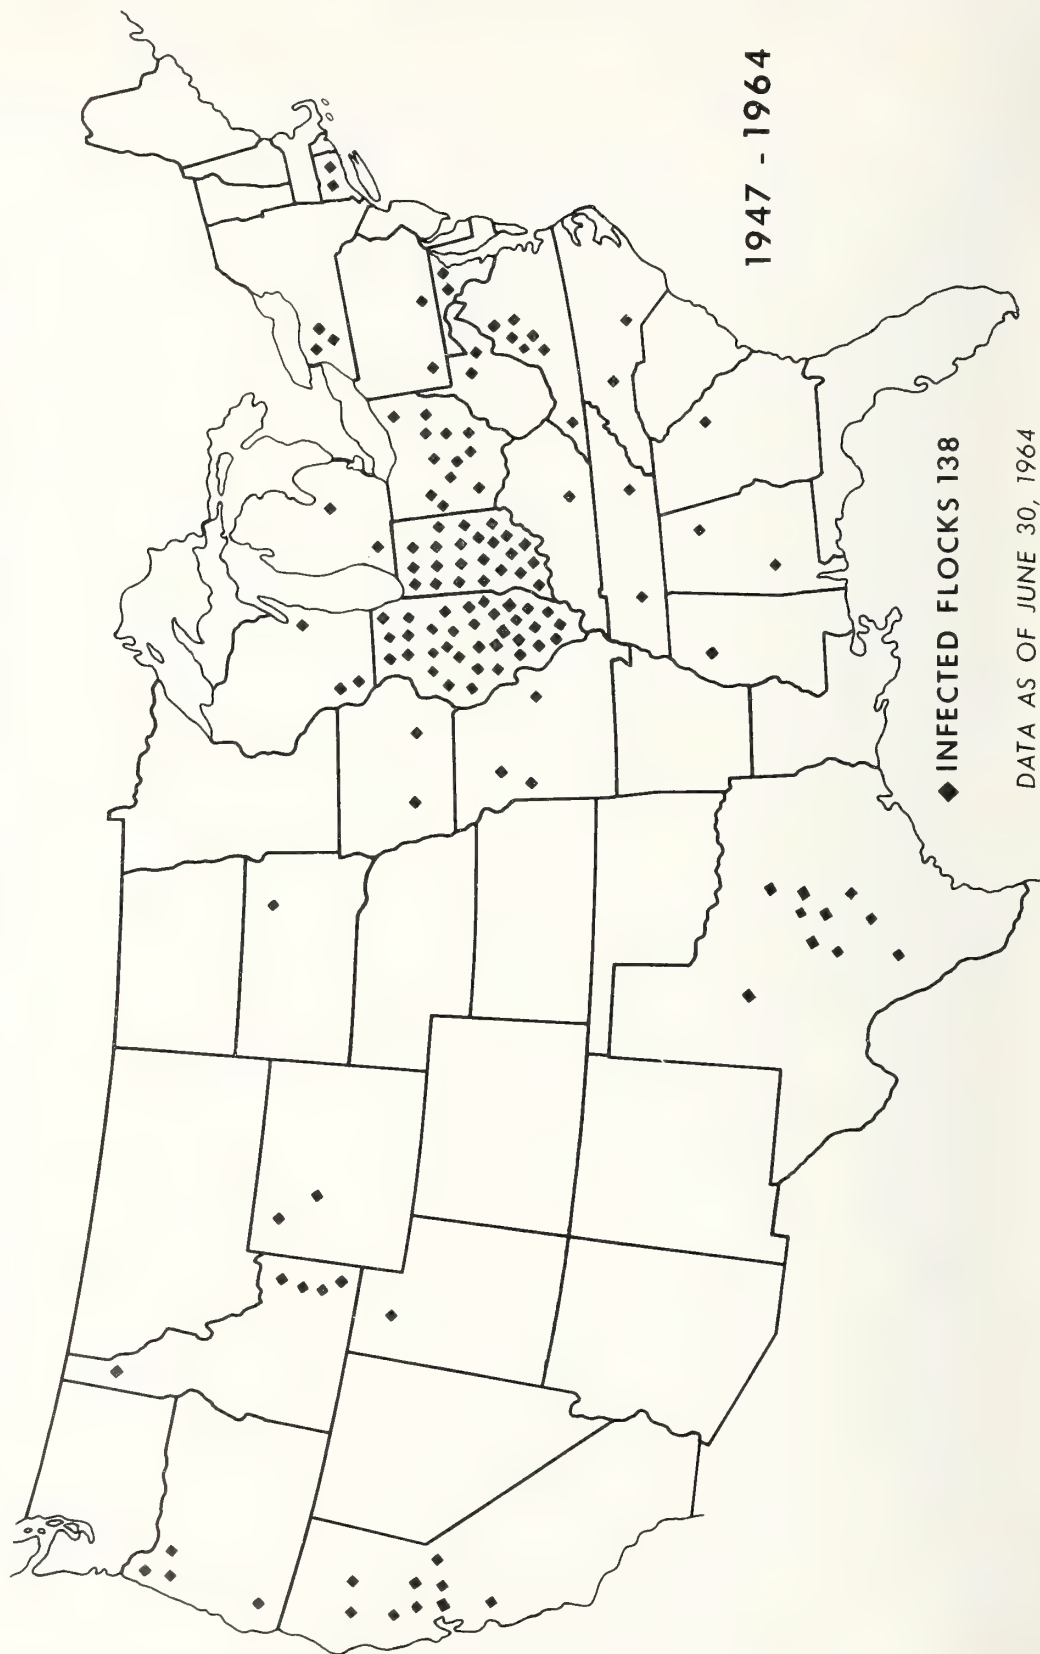 1947 - 1964
◆ INFECTED FLOCKS 138
DATA AS OF JUNE 30, 1964